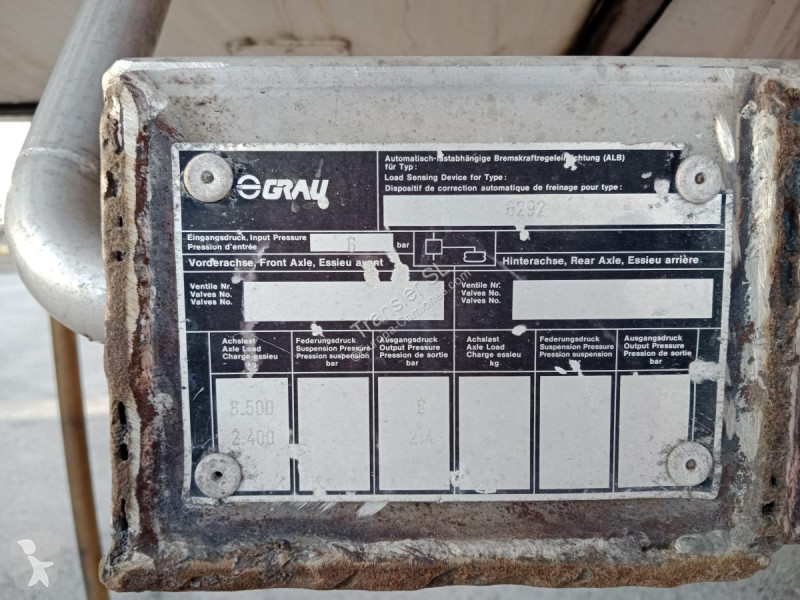 GRAU
Automatisch-lastabhängige Bremskraftregeleinrichtung (ALB)
für Typ:
Load Sensing Device for Type:
Dispositif de correction automatique de freinage pour type:
6292
Eingangsdruck, Input Pressure
Pression d'entrée
6 bar
Vorderachse, Front Axle, Essieu avant
Hinterachse, Rear Axle, Essieu arrière
Ventile Nr.
Valves No.
Valves No.
Ventile Nr.
Valves No.
Valves No.
Achslast
Axle Load
Charge essieu
kg
Federungsdruck
Suspension Pressure
Pression suspension
bar
Ausgangsdruck
Output Pressure
Pression de sortie
bar
Achslast
Axle Load
Charge essieu
kg
Federungsdruck
Suspension Pressure
Pression suspension
bar
Ausgangsdruck
Output Pressure
Pression de sortie
bar
8.500
2.400
2.4